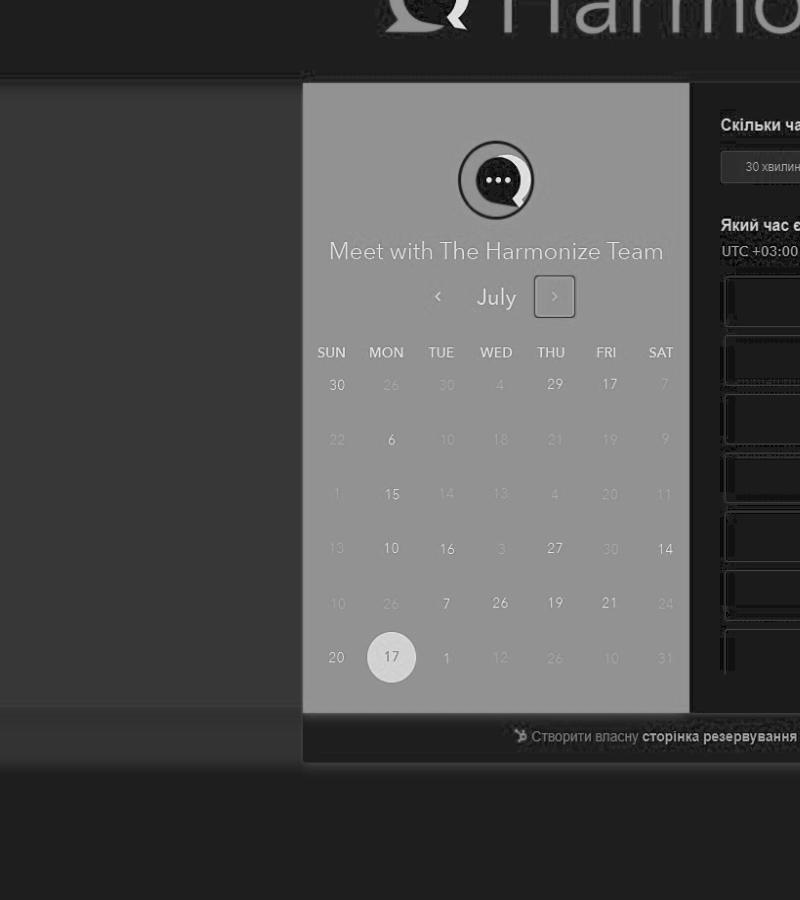 Harmo
Meet with The Harmonize Team
July
SUN MON TUE WED THU FRI SAT
30 26 30 4 29 17 7
22 6 10 18 21 19 9
1 15 14 13 4 20 11
13 10 16 3 27 30 14
10 26 7 26 19 21 24
20 17 1 12 26 10 31
Скільки ча
30 хвилин
Який час є
UTC +03:00
Створити власну сторінка резервування